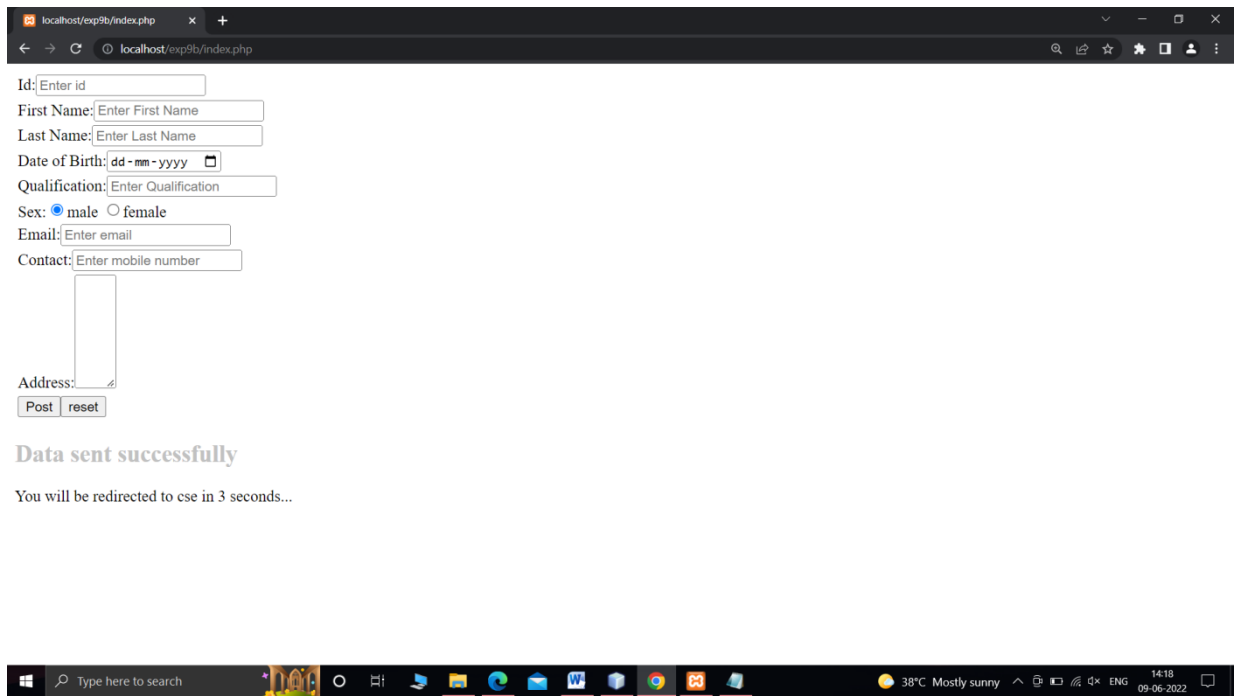 localhost/exp9b/index.php
localhost/exp9b/index.php
Id: Enter id
First Name: Enter First Name
Last Name: Enter Last Name
Date of Birth: dd-mm-yyyy
Qualification: Enter Qualification
Sex: male female
Email: Enter email
Contact: Enter mobile number
Address:
Post reset
Data sent successfully
You will be redirected to cse in 3 seconds...
Type here to search 38°C Mostly sunny ENG 14:18
09-06-2022